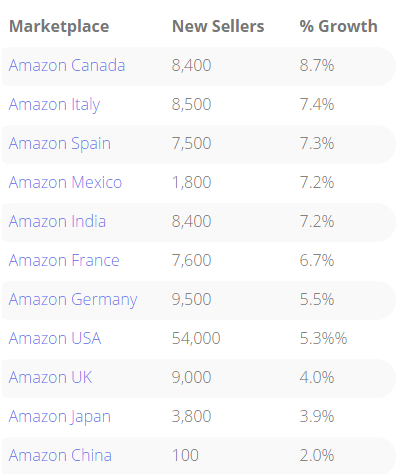 Marketplace New Sellers % Growth
Amazon Canada 8,400 8.7%
Amazon Italy 8,500 7.4%
Amazon Spain 7,500 7.3%
Amazon Mexico 1,800 7.2%
Amazon India 8,400 7.2%
Amazon France 7,600 6.7%
Amazon Germany 9,500 5.5%
Amazon USA 54,000 5.3%%
Amazon UK 9,000 4.0%
Amazon Japan 3,800 3.9%
Amazon China 100 2.0%